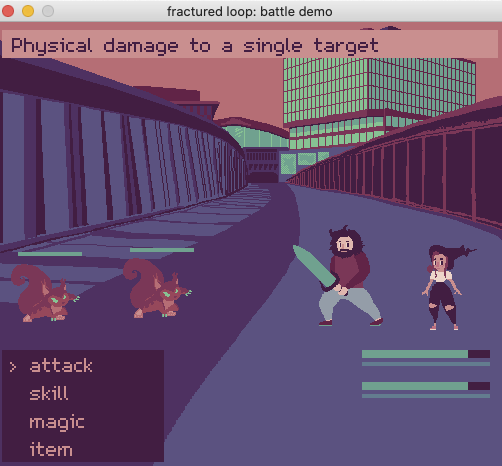 fractured loop: battle demo
Physical damage to a single target
> attack
skill
magic
item